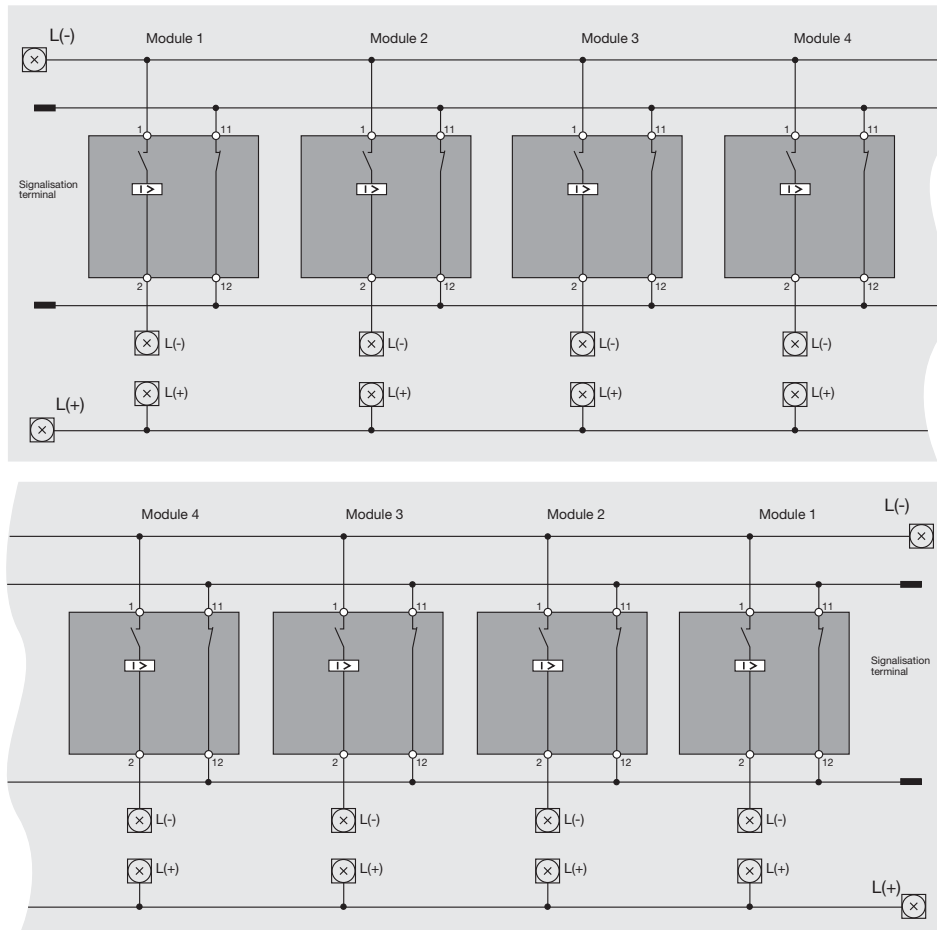 L(-)
Module 1 Module 2 Module 3 Module 4
1 11 1 11 1 11 1 11
Signalisation
terminal
I > I > I > I >
2 12 2 12 2 12 2 12
L(-) L(-) L(-) L(-)
L(+) L(+) L(+) L(+)
L(+)
Module 4 Module 3 Module 2 Module 1
L(-)
1 11 1 11 1 11 1 11
I > I > I > I >
Signalisation
terminal
2 12 2 12 2 12 2 12
L(-) L(-) L(-) L(-)
L(+) L(+) L(+) L(+)
L(+)